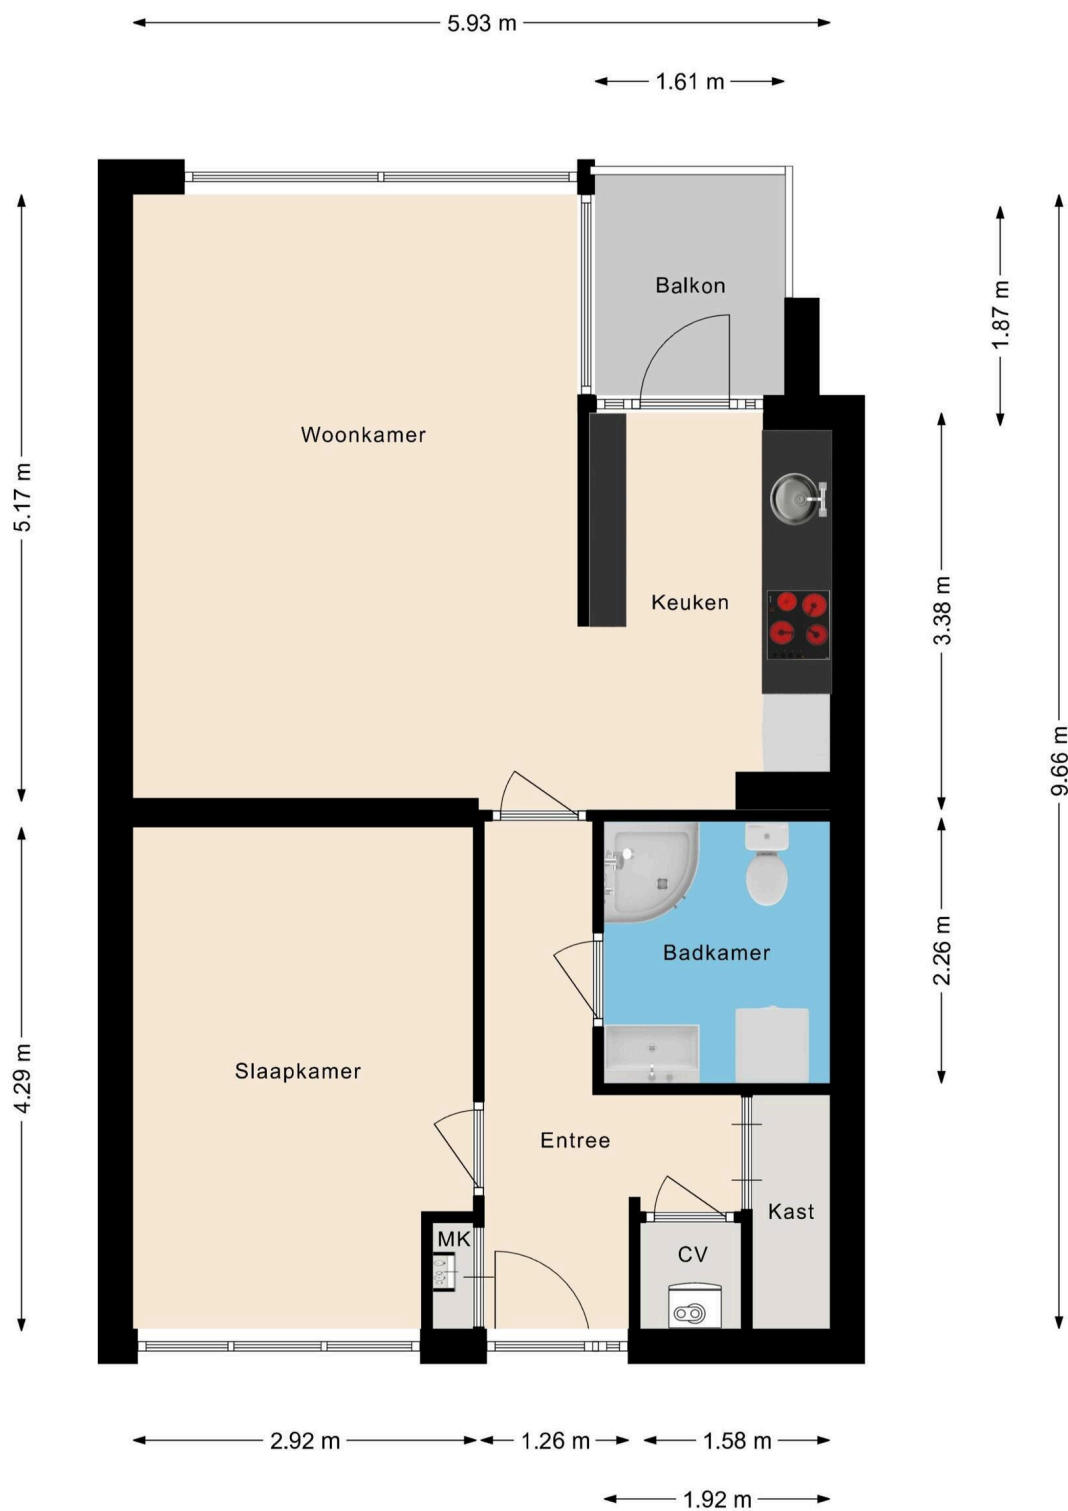 5.93 m
1.61 m
Balkon
1.87 m
Woonkamer
5.17 m
Keuken
3.38 m
9.66 m
Badkamer
2.26 m
Slaapkamer
4.29 m
Entree
Kast
MK
CV
2.92 m
1.26 m
1.58 m
1.92 m